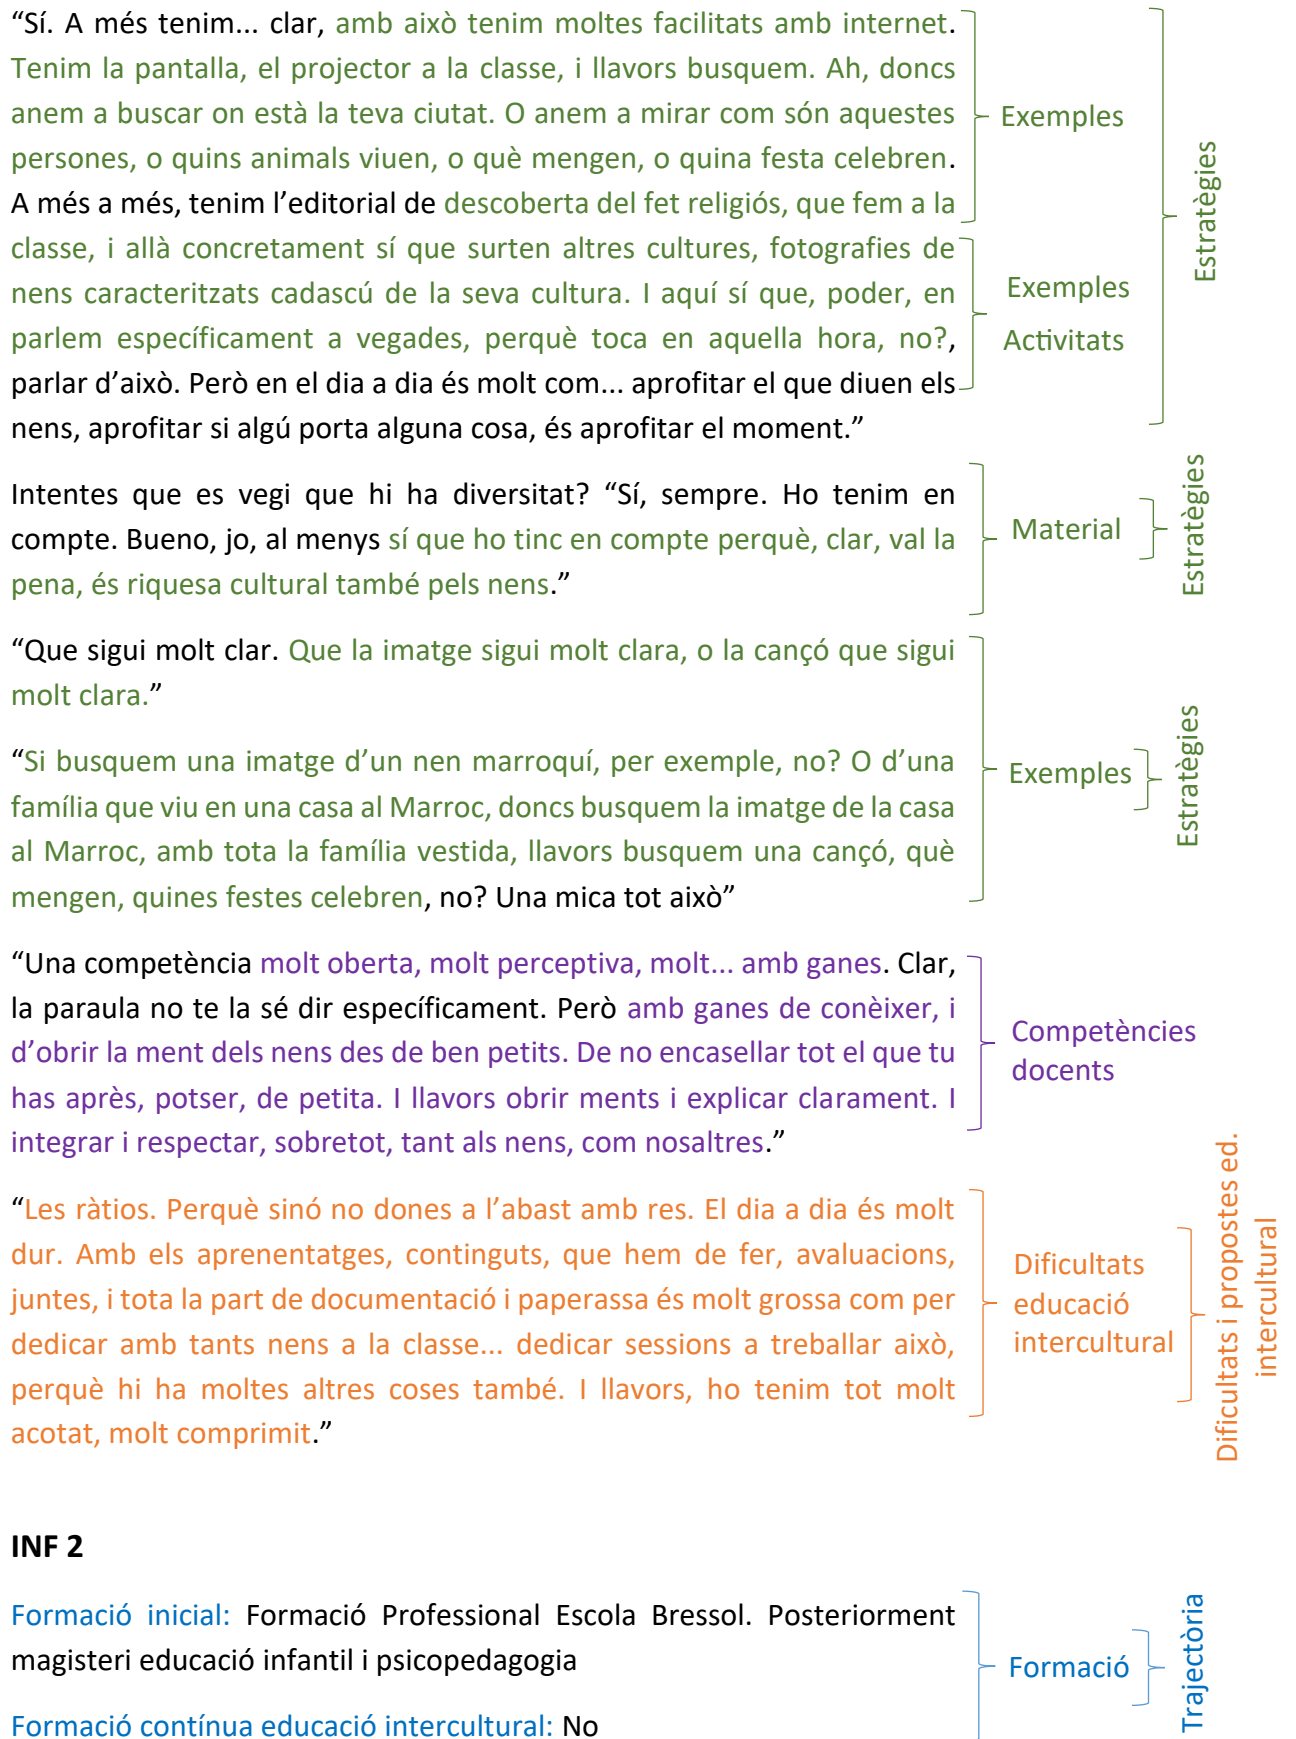 “Sí. A més tenim... clar, amb això tenim moltes facilitats amb internet.
Tenim la pantalla, el projector a la classe, i llavors busquem. Ah, doncs
anem a buscar on està la teva ciutat. O anem a mirar com són aquestes
persones, o quins animals viuen, o què mengen, o quina festa celebren.
A més a més, tenim l’editorial de descoberta del fet religiós, que fem a la
classe, i allà concretament sí que surten altres cultures, fotografies de
nens caracteritzats cadascú de la seva cultura. I aquí sí que, poder, en
parlem específicament a vegades, perquè toca en aquella hora, no?,
parlar d’això. Però en el dia a dia és molt com... aprofitar el que diuen els
nens, aprofitar si algú porta alguna cosa, és aprofitar el moment.”
Exemples
Exemples
Activitats
Estratègies
Intentes que es vegi que hi ha diversitat? “Sí, sempre. Ho tenim en
compte. Bueno, jo, al menys sí que ho tinc en compte perquè, clar, val la
pena, és riquesa cultural també pels nens.”
Material
Estratègies
“Que sigui molt clar. Que la imatge sigui molt clara, o la cançó que sigui
molt clara.”
“Si busquem una imatge d’un nen marroquí, per exemple, no? O d’una
família que viu en una casa al Marroc, doncs busquem la imatge de la casa
al Marroc, amb tota la família vestida, llavors busquem una cançó, què
mengen, quines festes celebren, no? Una mica tot això”
Exemples
Estratègies
“Una competència molt oberta, molt perceptiva, molt... amb ganes. Clar,
la paraula no te la sé dir específicament. Però amb ganes de conèixer, i
d’obrir la ment dels nens des de ben petits. De no encasellar tot el que tu
has après, potser, de petita. I llavors obrir ments i explicar clarament. I
integrar i respectar, sobretot, tant als nens, com nosaltres.”
Competències
docents
“Les ràtios. Perquè sinó no dones a l’abast amb res. El dia a dia és molt
dur. Amb els aprenentatges, continguts, que hem de fer, avaluacions,
juntes, i tota la part de documentació i paperassa és molt grossa com per
dedicar amb tants nens a la classe... dedicar sessions a treballar això,
perquè hi ha moltes altres coses també. I llavors, ho tenim tot molt
acotat, molt comprimit.”
Dificultats
educació
intercultural
Dificultats i propostes ed.
intercultural
INF 2
Formació inicial: Formació Professional Escola Bressol. Posteriorment
magisteri educació infantil i psicopedagogia
Formació contínua educació intercultural: No
Formació
Trajectòria